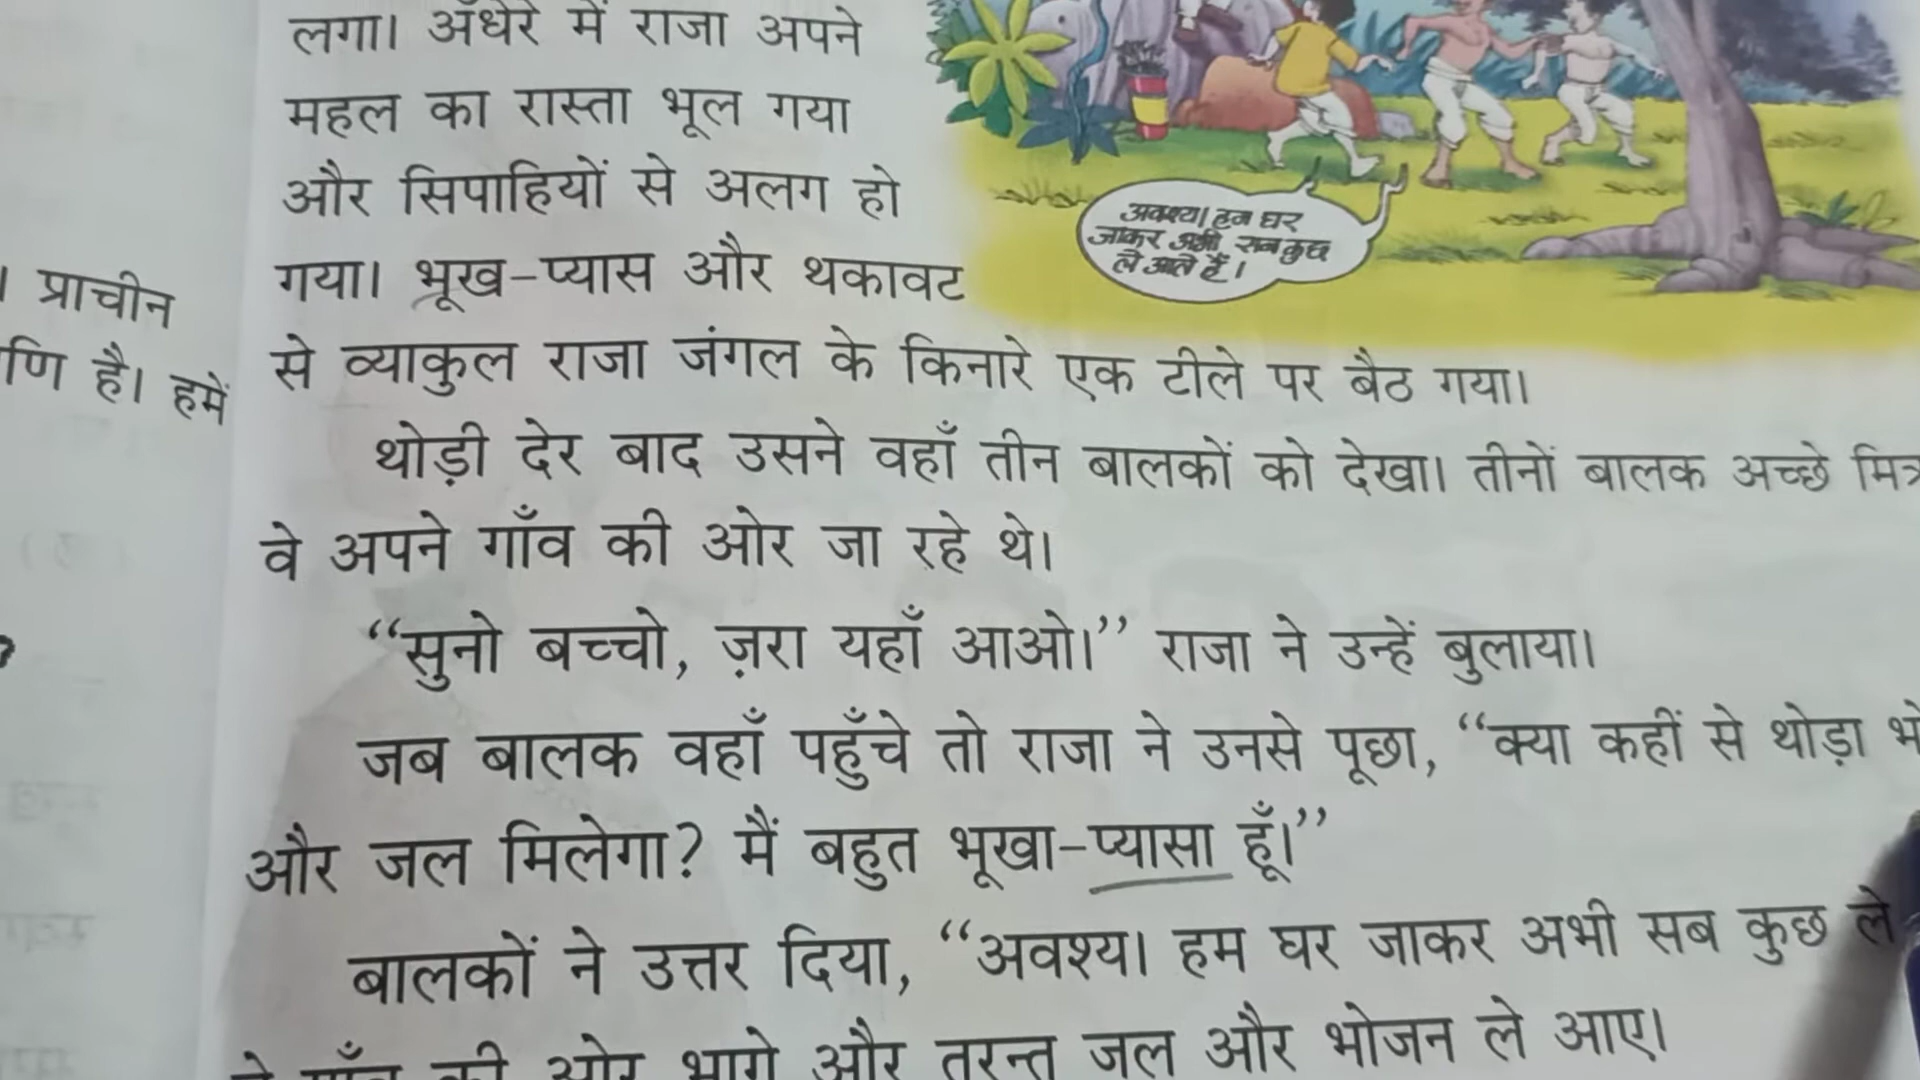 लगा। अँधेरे में राजा अपने
महल का रास्ता भूल गया
और सिपाहियों से अलग हो
गया। भूख-प्यास और थकावट
से व्याकुल राजा जंगल के किनारे एक टीले पर बैठ गया।
थोड़ी देर बाद उसने वहाँ तीन बालकों को देखा। तीनों बालक अच्छे मित्र
वे अपने गाँव की ओर जा रहे थे।
“सुनो बच्चो, ज़रा यहाँ आओ।” राजा ने उन्हें बुलाया।
जब बालक वहाँ पहुँचे तो राजा ने उनसे पूछा, “क्या कहीं से थोड़ा
और जल मिलेगा? मैं बहुत भूखा-प्यासा हूँ।”
बालकों ने उत्तर दिया, “अवश्य। हम घर जाकर अभी सब कुछ ले
गाँव की ओर भागे और तुरन्त जल और भोजन ले आए।
अवश्य। हम घर
जाकर अभी सब कुछ
ले आते हैं।
। प्राचीन
है। हमें